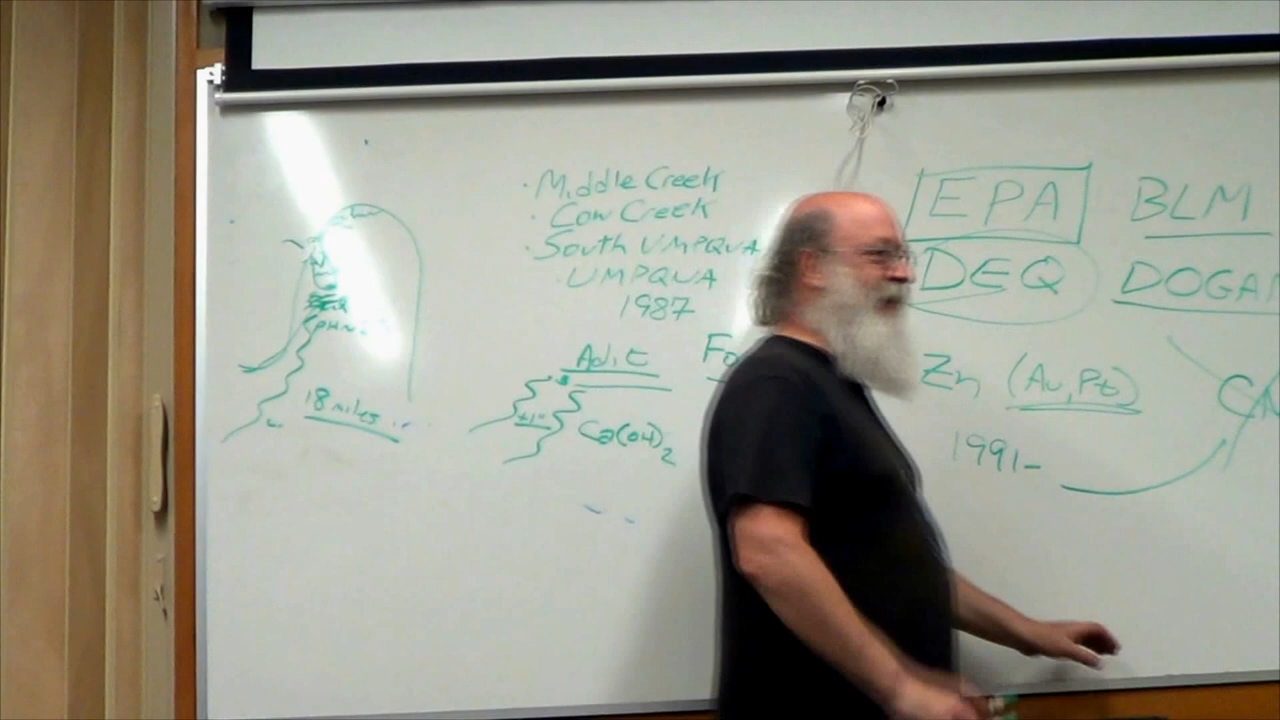 · Middle Creek
· Cow Creek
· South UMPQUA
· UMPQUA
1987
EPA
BLM
DEQ
18 miles
Adit
Ca(OH)2
Zn (Au, Pt)
1991-